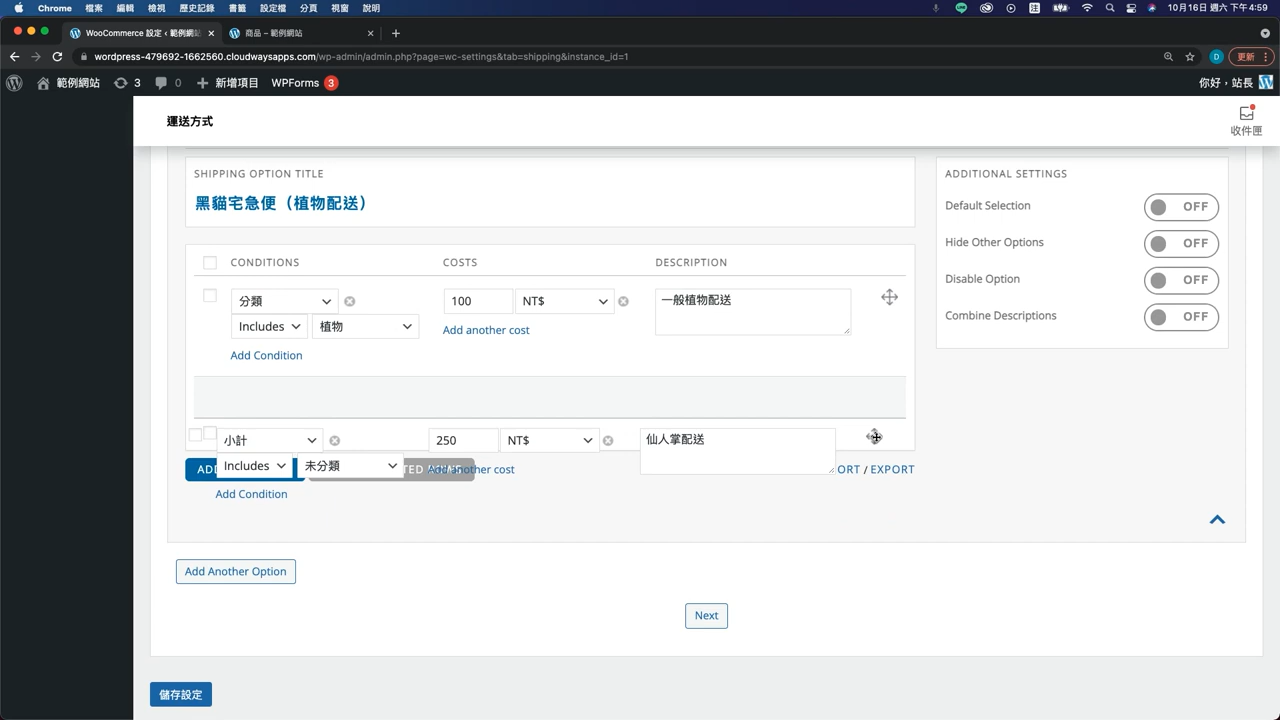 Chrome 檔案 編輯 檢視 歷史記錄 書籤 設定檔 分頁 視窗 說明
注
10月16日 週六 下午4:59
WooCommerce 設定 ‹ 範例網站
商品 – 範例網站
wordpress-479692-1662560.cloudwaysapps.com/wp-admin/admin.php?page=wc-settings&tab=shipping&instance_id=1
D
更新
範例網站 3 0 新增項目 WPForms 3
你好，站長
運送方式
收件匣
SHIPPING OPTION TITLE
黑貓宅急便（植物配送）
ADDITIONAL SETTINGS
Default Selection OFF
Hide Other Options OFF
Disable Option OFF
Combine Descriptions OFF
CONDITIONS COSTS DESCRIPTION
分類 100 NT$ 一般植物配送
Includes 植物 Add another cost
Add Condition
小計 250 NT$ 仙人掌配送
Includes 未分類 Add another cost
ORT / EXPORT
Add Condition
Add Another Option
Next
儲存設定